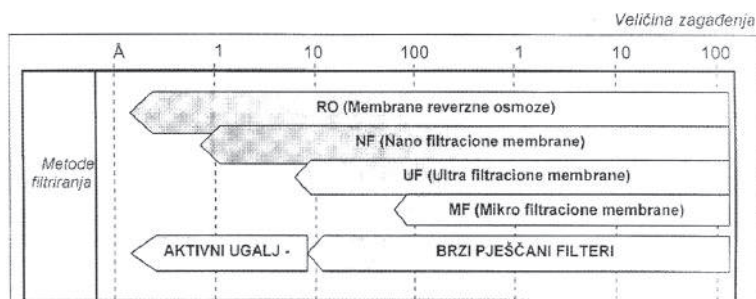 Veličina zagađenja
Å 1 10 100 1 10 100
RO (Membrane reverzne osmoze)
NF (Nano filtracione membrane)
Metode
filtriranja
UF (Ultra filtracione membrane)
MF (Mikro filtracione membrane)
AKTIVNI UGALJ - BRZI PJEŠČANI FILTERI